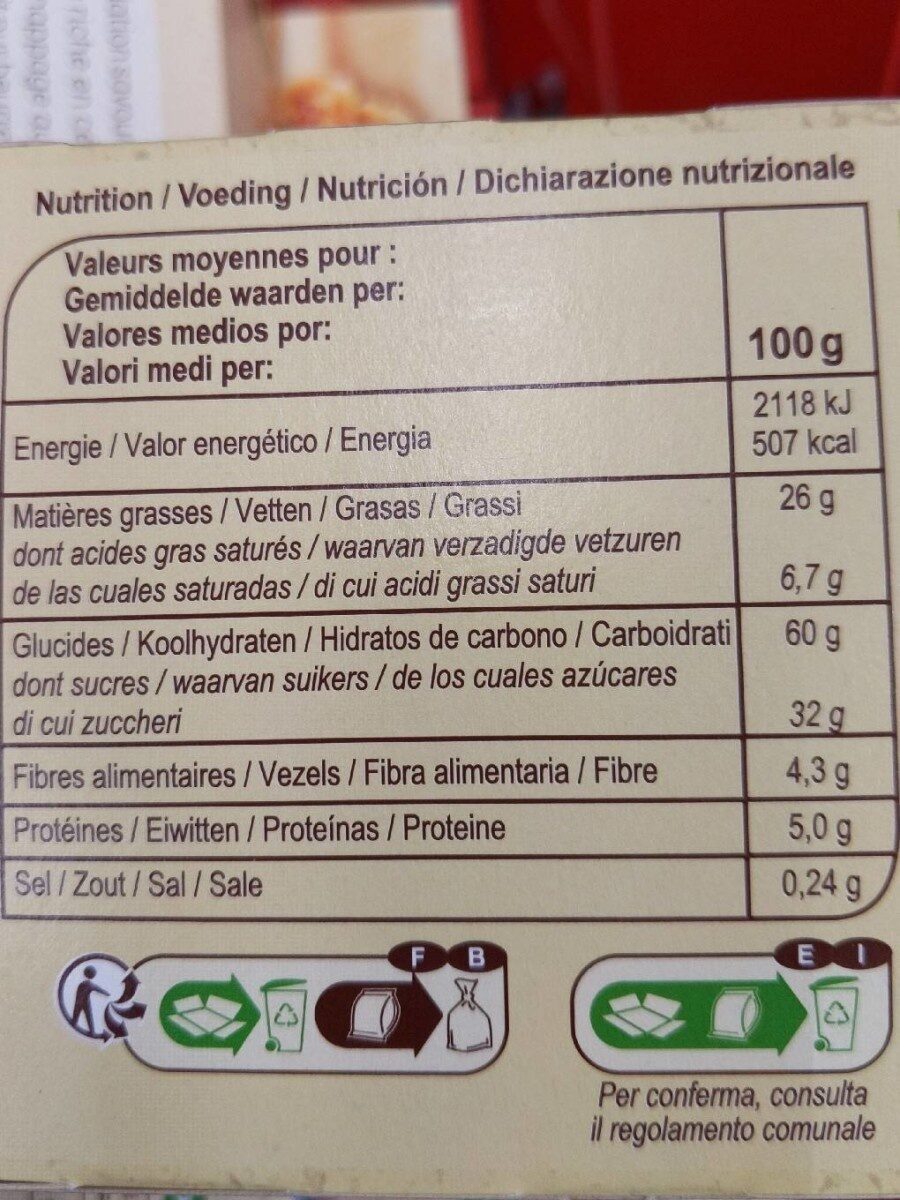 Nutrition / Voeding / Nutrición / Dichiarazione nutrizionale
Valeurs moyennes pour :
Gemiddelde waarden per:
Valores medios por:
Valori medi per:
100 g
Energie / Valor energético / Energia
2118 kJ
507 kcal
Matières grasses / Vetten / Grasas / Grassi
26 g
dont acides gras saturés / waarvan verzadigde vetzuren
de las cuales saturadas / di cui acidi grassi saturi
6,7 g
Glucides / Koolhydraten / Hidratos de carbono / Carboidrati
60 g
dont sucres / waarvan suikers / de los cuales azúcares
di cui zuccheri
32 g
Fibres alimentaires / Vezels / Fibra alimentaria / Fibre
4,3 g
Protéines / Eiwitten / Proteínas / Proteine
5,0 g
Sel / Zout / Sal / Sale
0,24 g
F B
E I
Per conferma, consulta
il regolamento comunale